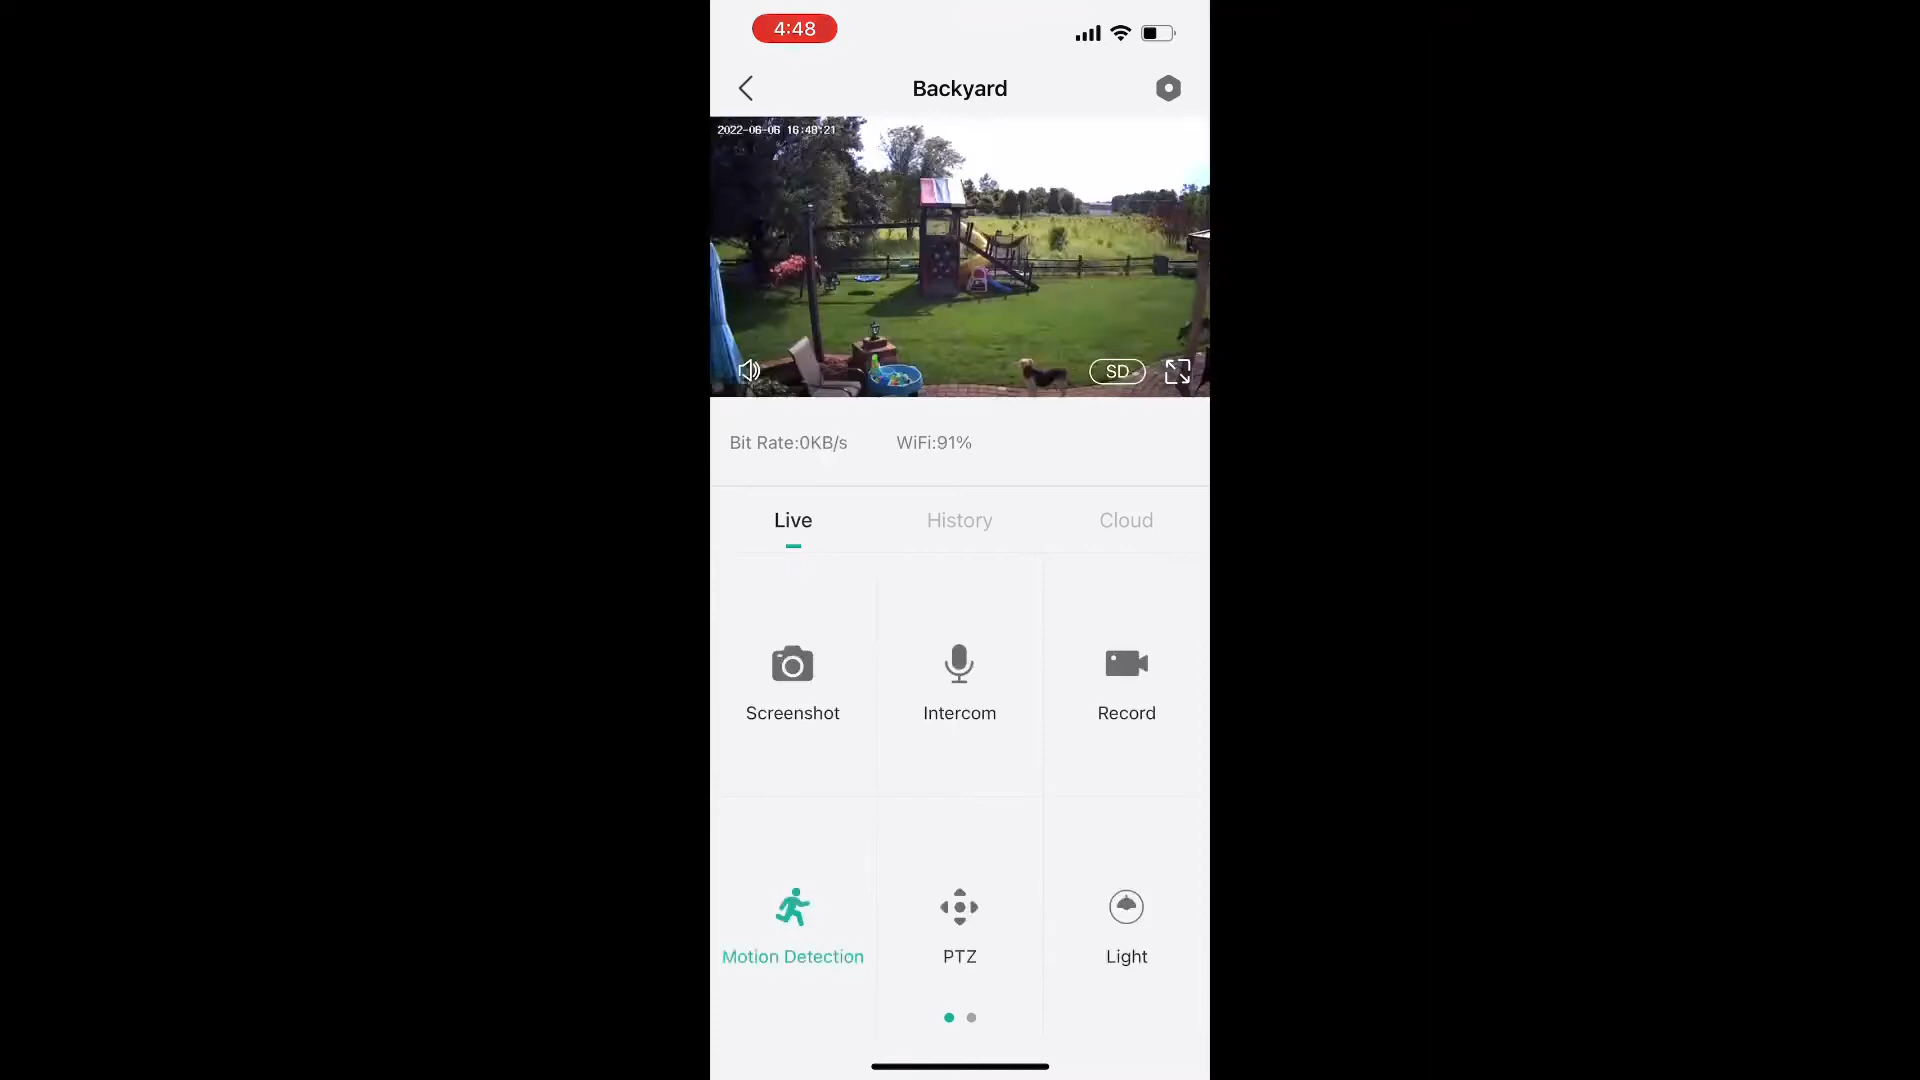 4:48
Backyard
2022-06-06 16:48:21
SD
Bit Rate:0KB/s WiFi:91%
Live History Cloud
Screenshot Intercom Record
Motion Detection PTZ Light